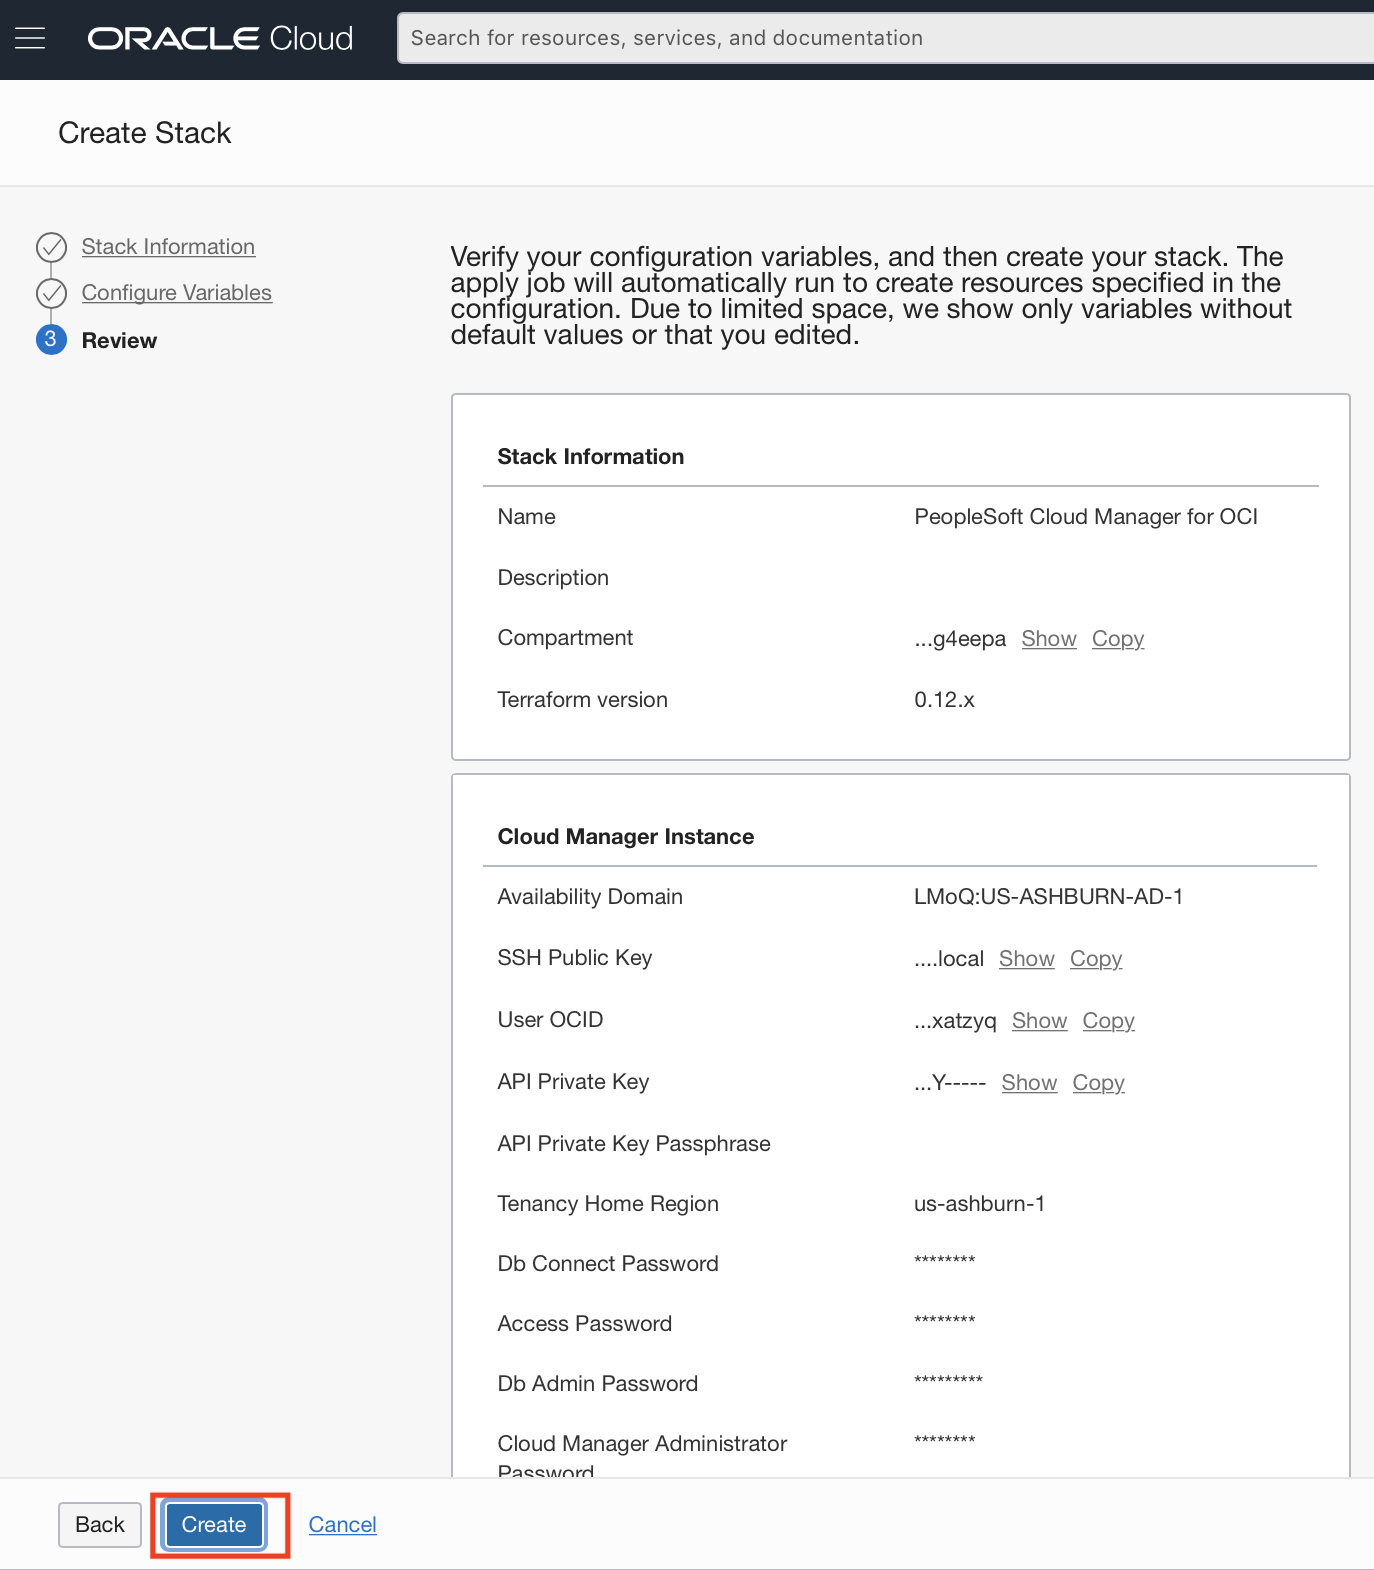 ORACLE Cloud
Search for resources, services, and documentation
Create Stack
Stack Information
Configure Variables
3 Review
Verify your configuration variables, and then create your stack. The
apply job will automatically run to create resources specified in the
configuration. Due to limited space, we show only variables without
default values or that you edited.
Stack Information
Name PeopleSoft Cloud Manager for OCI
Description
Compartment ...g4eepa Show Copy
Terraform version 0.12.x
Cloud Manager Instance
Availability Domain LMoQ:US-ASHBURN-AD-1
SSH Public Key ....local Show Copy
User OCID ...xatzyq Show Copy
API Private Key ...Y----- Show Copy
API Private Key Passphrase
Tenancy Home Region us-ashburn-1
Db Connect Password ********
Access Password ********
Db Admin Password *********
Cloud Manager Administrator ********
Password
Back Create Cancel